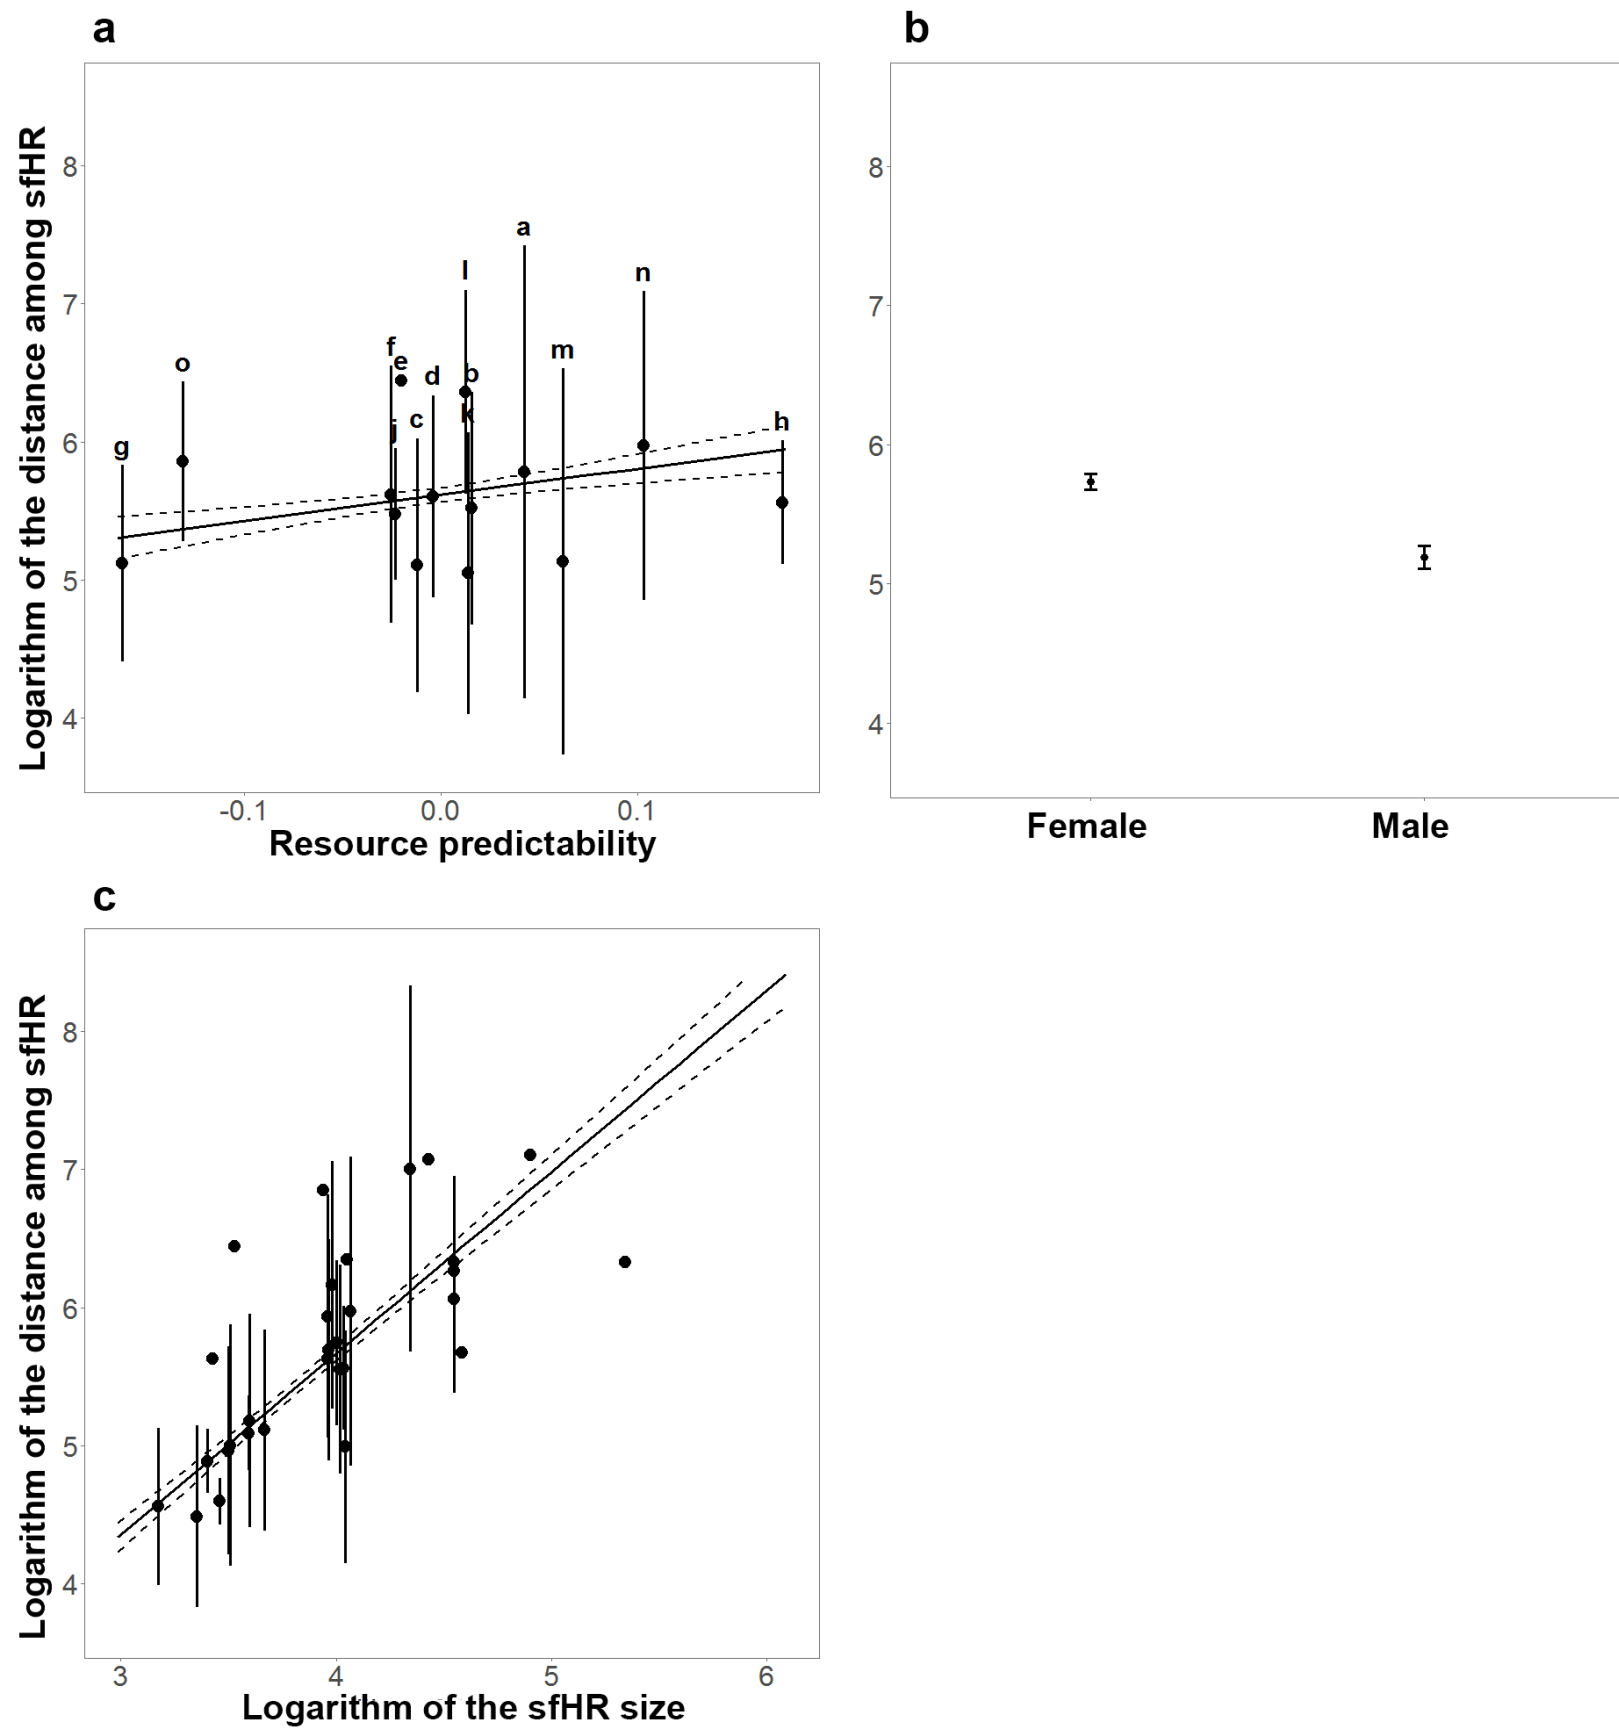 a
Logarithm of the distance among sfHR
8
7
6
5
4
g
o
f
e
j
c
d
l
b
k
a
m
n
h
-0.1
0.0
0.1
Resource predictability
b
8
7
6
5
4
Female
Male
c
Logarithm of the distance among sfHR
8
7
6
5
4
3
4
5
6
Logarithm of the sfHR size